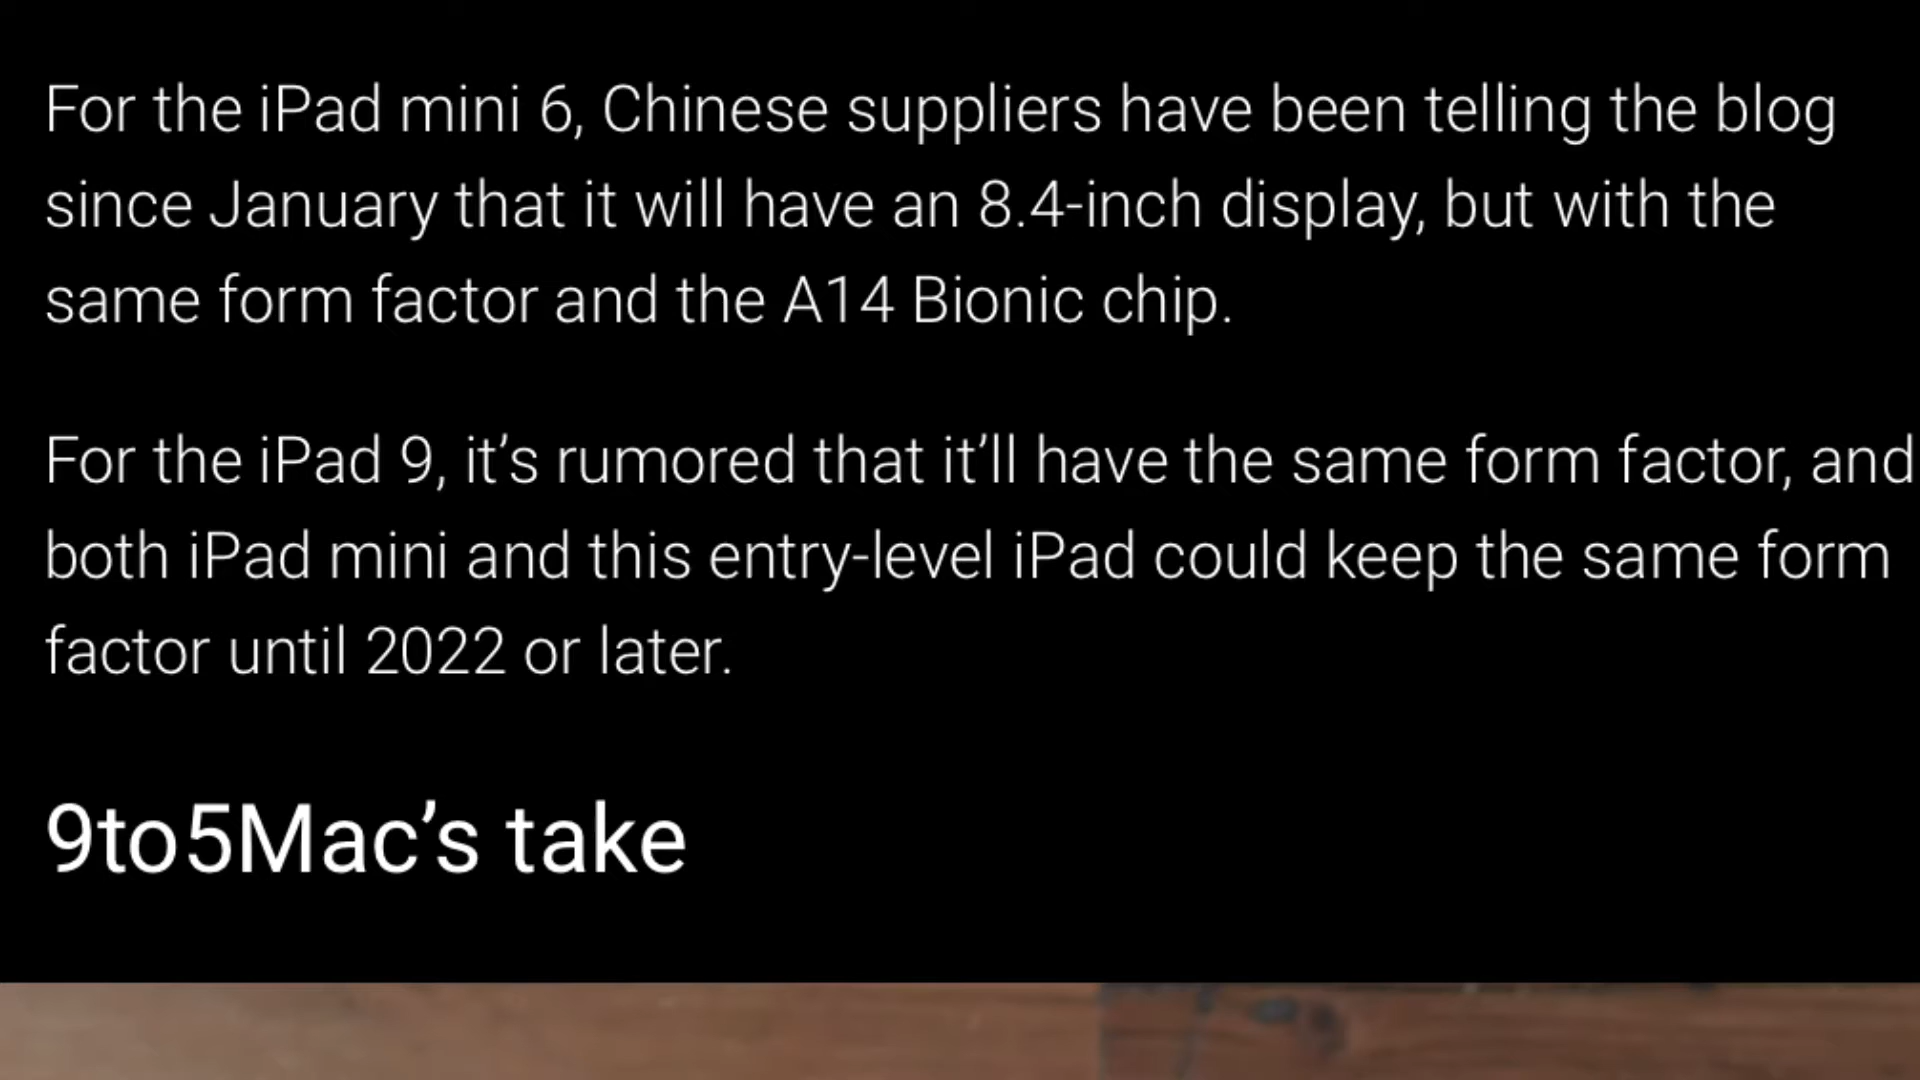 For the iPad mini 6, Chinese suppliers have been telling the blog
since January that it will have an 8.4-inch display, but with the
same form factor and the A14 Bionic chip.
For the iPad 9, it’s rumored that it’ll have the same form factor, and
both iPad mini and this entry-level iPad could keep the same form
factor until 2022 or later.
9to5Mac’s take